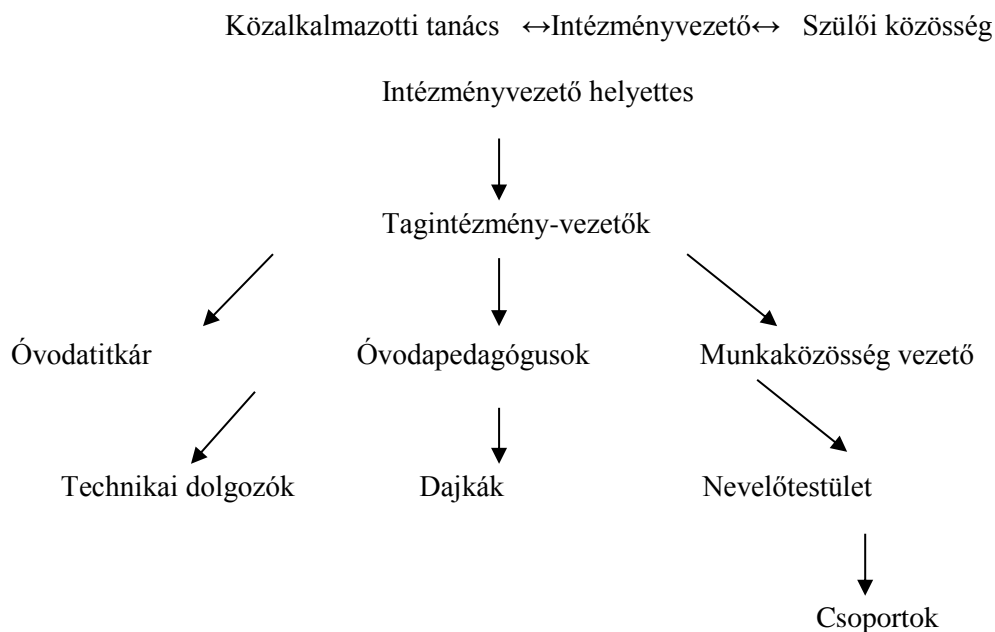 Közalkalmazotti tanács ↔Intézményvezető↔ Szülői közösség
Intézményvezető helyettes
Tagintézmény-vezetők
Óvodatitkár Óvodapedagógusok Munkaközösség vezető
Technikai dolgozók Dajkák Nevelőtestület
Csoportok